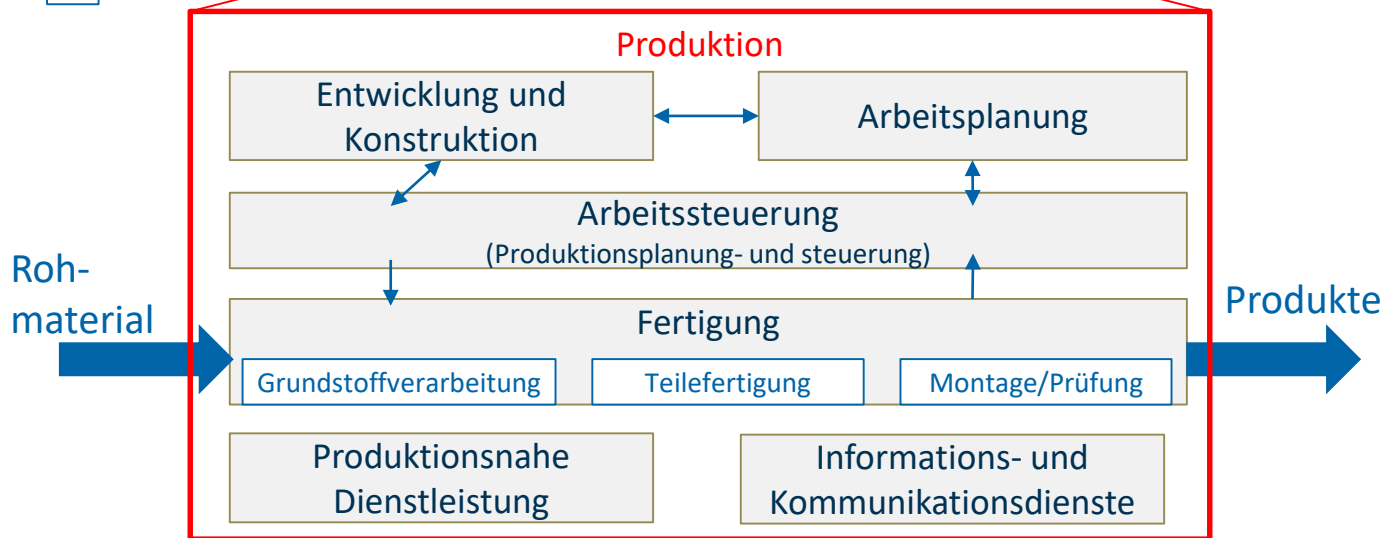 Produktion
Entwicklung und
Konstruktion
Arbeitsplanung
Arbeitssteuerung
(Produktionsplanung- und steuerung)
Roh-
material
Fertigung
Grundstoffverarbeitung
Teilefertigung
Montage/Prüfung
Produkte
Produktionsnahe
Dienstleistung
Informations- und
Kommunikationsdienste